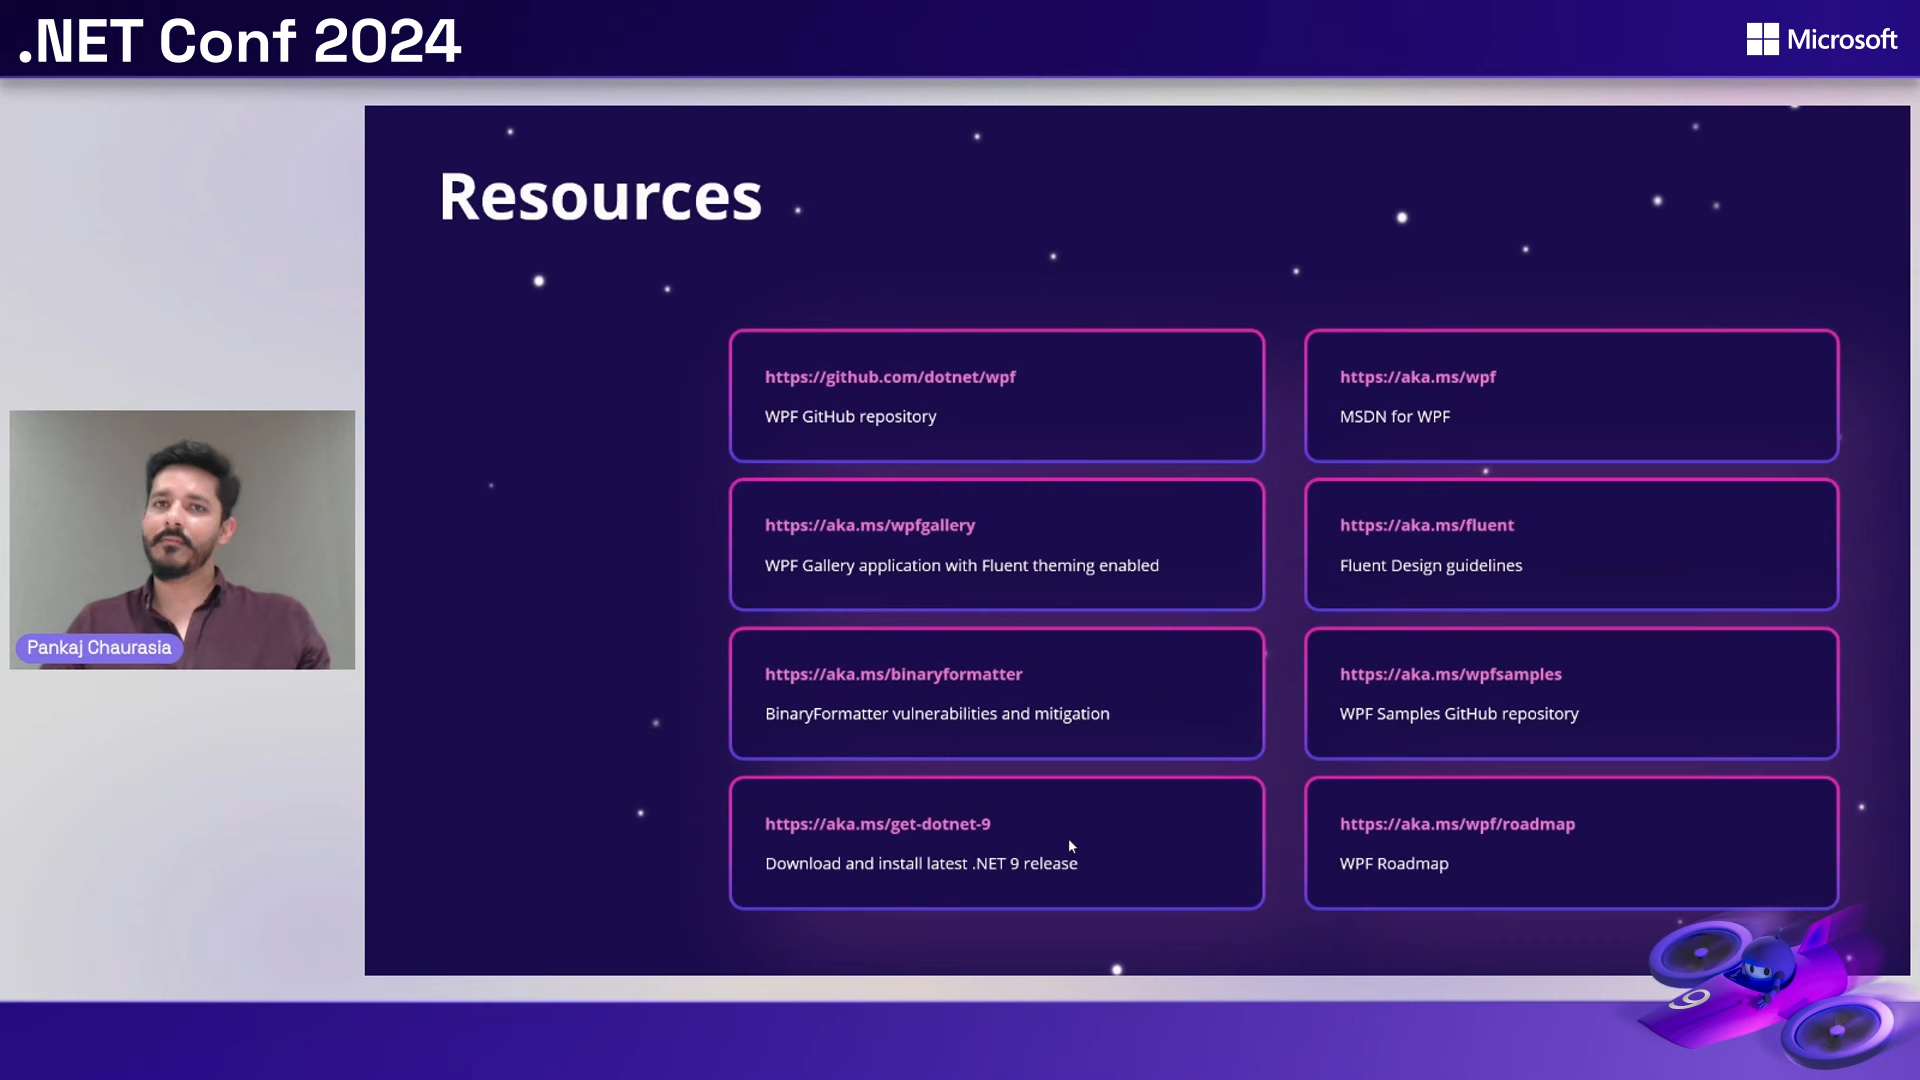 .NET Conf 2024
Microsoft
Resources
https://github.com/dotnet/wpf
WPF GitHub repository
https://aka.ms/wpf
MSDN for WPF
https://aka.ms/wpfgallery
WPF Gallery application with Fluent theming enabled
https://aka.ms/fluent
Fluent Design guidelines
https://aka.ms/binaryformatter
BinaryFormatter vulnerabilities and mitigation
https://aka.ms/wpfsamples
WPF Samples GitHub repository
https://aka.ms/get-dotnet-9
Download and install latest .NET 9 release
https://aka.ms/wpf/roadmap
WPF Roadmap
Pankaj Chaurasia
9